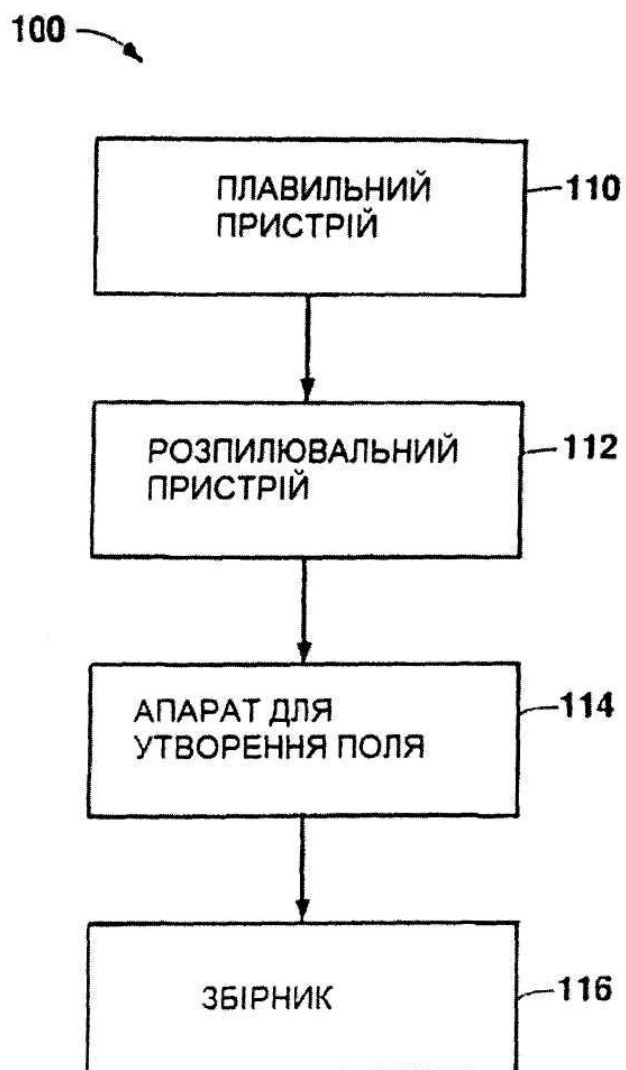 100
ПЛАВИЛЬНИЙ
ПРИСТРІЙ
110
РОЗПИЛЮВАЛЬНИЙ
ПРИСТРІЙ
112
АПАРАТ ДЛЯ
УТВОРЕННЯ ПОЛЯ
114
ЗБІРНИК
116